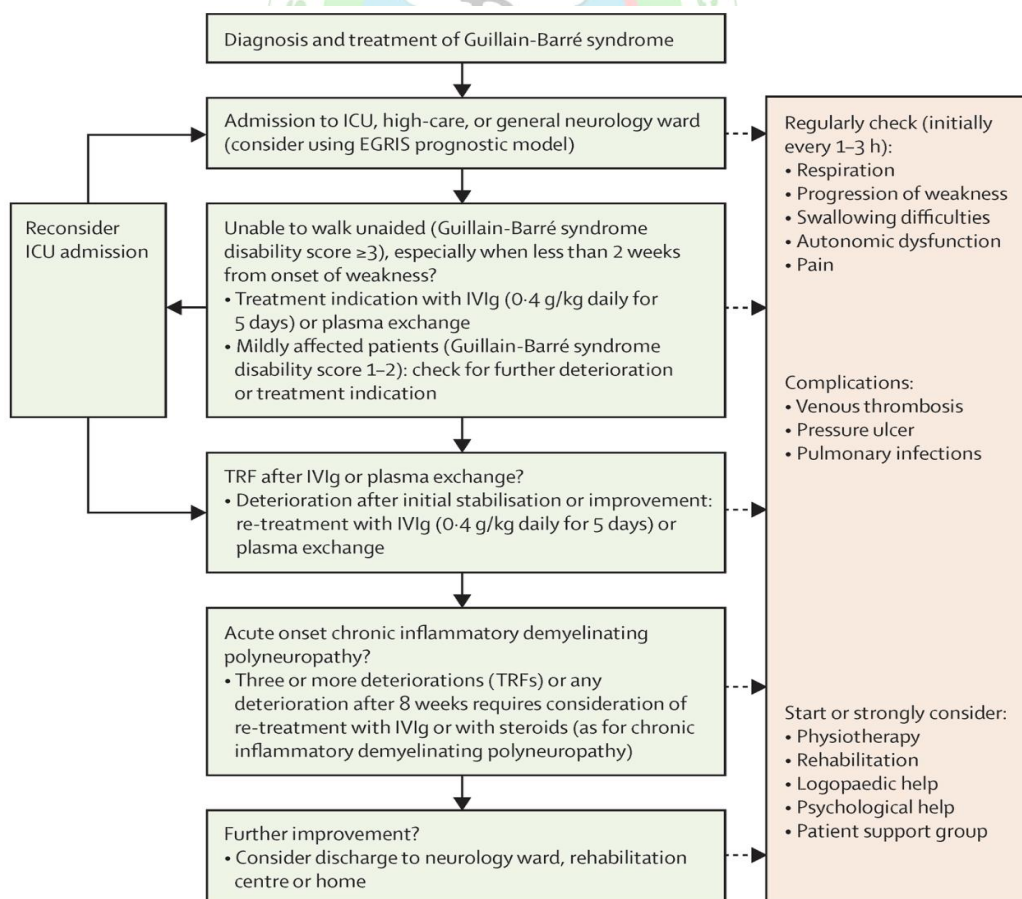 Diagnosis and treatment of Guillain-Barré syndrome
Admission to ICU, high-care, or general neurology ward
(consider using EGRIS prognostic model)
Reconsider
ICU admission
Unable to walk unaided (Guillain-Barré syndrome
disability score ≥3), especially when less than 2 weeks
from onset of weakness?
• Treatment indication with IVIg (0·4 g/kg daily for
5 days) or plasma exchange
• Mildly affected patients (Guillain-Barré syndrome
disability score 1–2): check for further deterioration
or treatment indication
TRF after IVIg or plasma exchange?
• Deterioration after initial stabilisation or improvement:
re-treatment with IVIg (0·4 g/kg daily for 5 days) or
plasma exchange
Acute onset chronic inflammatory demyelinating
polyneuropathy?
• Three or more deteriorations (TRFs) or any
deterioration after 8 weeks requires consideration of
re-treatment with IVIg or with steroids (as for chronic
inflammatory demyelinating polyneuropathy)
Further improvement?
• Consider discharge to neurology ward, rehabilitation
centre or home
Regularly check (initially
every 1–3 h):
• Respiration
• Progression of weakness
• Swallowing difficulties
• Autonomic dysfunction
• Pain
Complications:
• Venous thrombosis
• Pressure ulcer
• Pulmonary infections
Start or strongly consider:
• Physiotherapy
• Rehabilitation
• Logopaedic help
• Psychological help
• Patient support group